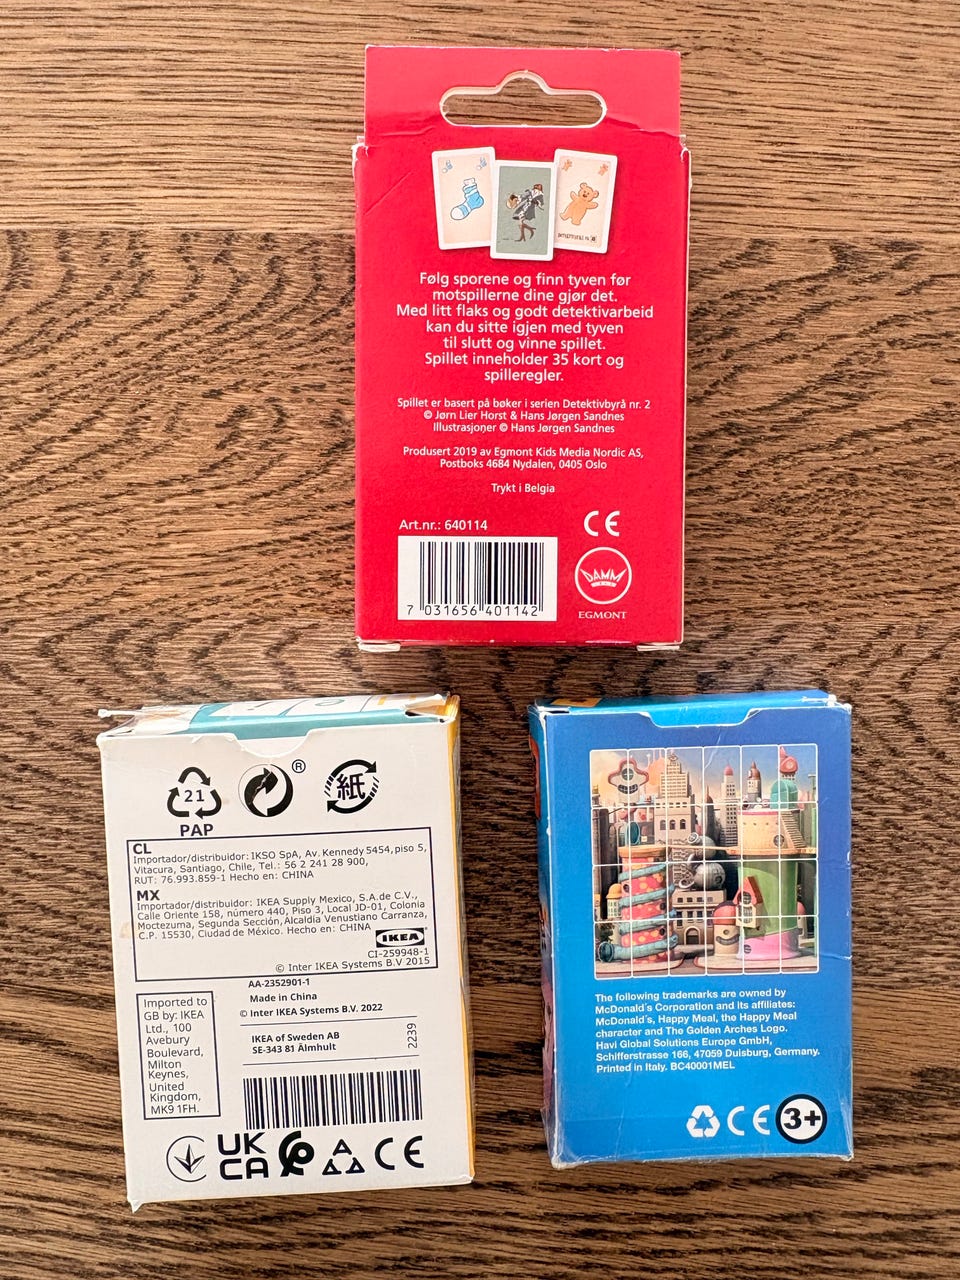 Følg sporene og finn tyven før
motspillerne dine gjør det.
Med litt flaks og godt detektivarbeid
kan du sitte igjen med tyven
til slutt og vinne spillet.
Spillet inneholder 35 kort og
spilleregler.
Spillet er basert på bøker i serien Detektivbyrå nr. 2
© Jørn Lier Horst & Hans Jørgen Sandnes
Illustrasjoner © Hans Jørgen Sandnes
Produsert 2019 av Egmont Kids Media Nordic AS,
Postboks 4684 Nydalen, 0405 Oslo
Trykt i Belgia
Art.nr.: 640114
CE
7 031656 401142
DAMM
EGMONT
21
PAP
®
紙
CL
Importador/distribuidor: IKSO SpA, Av. Kennedy 5454, piso 5,
Vitacura, Santiago, Chile, Tel.: 56 2 241 28 900,
RUT: 76.993.859-1 Hecho en: CHINA
MX
Importador/distribuidor: IKEA Supply Mexico, S.A.de C.V.,
Calle Oriente 158, número 440, Piso 3, Local JD-01, Colonia
Moctezuma, Segunda Sección, Alcaldia Venustiano Carranza,
C.P. 15530, Ciudad de México. Hecho en: CHINA
IKEA
CI-259948-1
© Inter IKEA Systems B.V 2015
AA-2352901-1
Made in China
© Inter IKEA Systems B.V. 2022
IKEA of Sweden AB
SE-343 81 Älmhult
2239
Imported to
GB by: IKEA
Ltd., 100
Avebury
Boulevard,
Milton
Keynes,
United
Kingdom,
MK9 1FH.
UK
CA
CE
The following trademarks are owned by
McDonald's Corporation and its affiliates:
McDonald's, Happy Meal, the Happy Meal
character and The Golden Arches Logo.
Havi Global Solutions Europe GmbH,
Schifferstrasse 166, 47059 Duisburg, Germany.
Printed in Italy. BC40001MEL
CE
3+